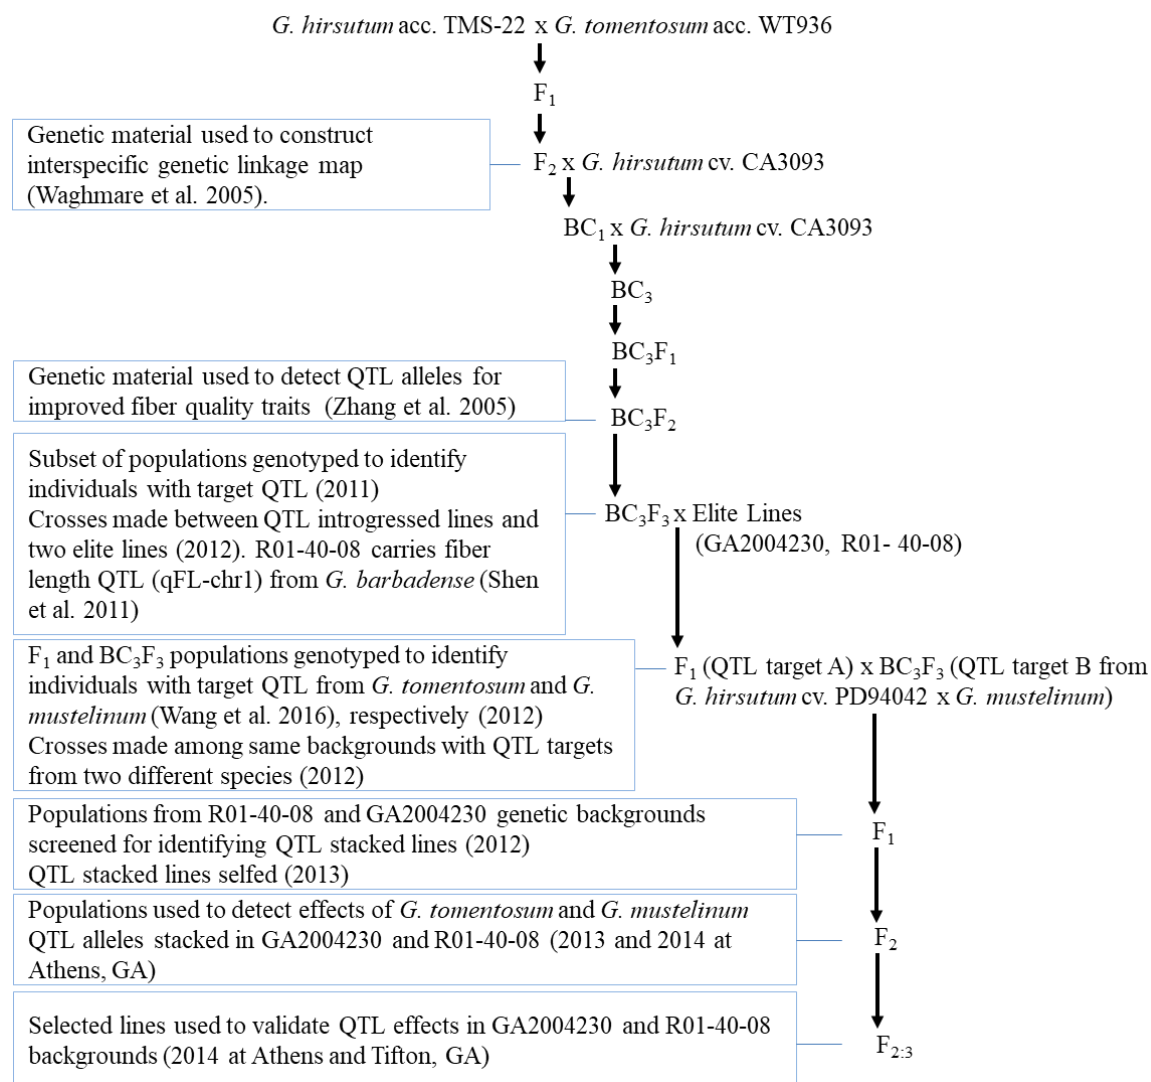 G. hirsutum acc. TMS-22 x G. tomentosum acc. WT936
F1
Genetic material used to construct
interspecific genetic linkage map
(Waghmare et al. 2005).
F2 x G. hirsutum cv. CA3093
BC1 x G. hirsutum cv. CA3093
BC3
BC3F1
Genetic material used to detect QTL alleles for
improved fiber quality traits (Zhang et al. 2005)
BC3F2
Subset of populations genotyped to identify
individuals with target QTL (2011)
Crosses made between QTL introgressed lines and
two elite lines (2012). R01-40-08 carries fiber
length QTL (qFL-chr1) from G. barbadense (Shen
et al. 2011)
BC3F3 x Elite Lines
(GA2004230, R01- 40-08)
F1 and BC3F3 populations genotyped to identify
individuals with target QTL from G. tomentosum and G.
mustelinum (Wang et al. 2016), respectively (2012)
Crosses made among same backgrounds with QTL targets
from two different species (2012)
F1 (QTL target A) x BC3F3 (QTL target B from
G. hirsutum cv. PD94042 x G. mustelinum)
Populations from R01-40-08 and GA2004230 genetic backgrounds
screened for identifying QTL stacked lines (2012)
QTL stacked lines selfed (2013)
F1
Populations used to detect effects of G. tomentosum and G. mustelinum
QTL alleles stacked in GA2004230 and R01-40-08 (2013 and 2014 at
Athens, GA)
F2
Selected lines used to validate QTL effects in GA2004230 and R01-40-08
backgrounds (2014 at Athens and Tifton, GA)
F2:3